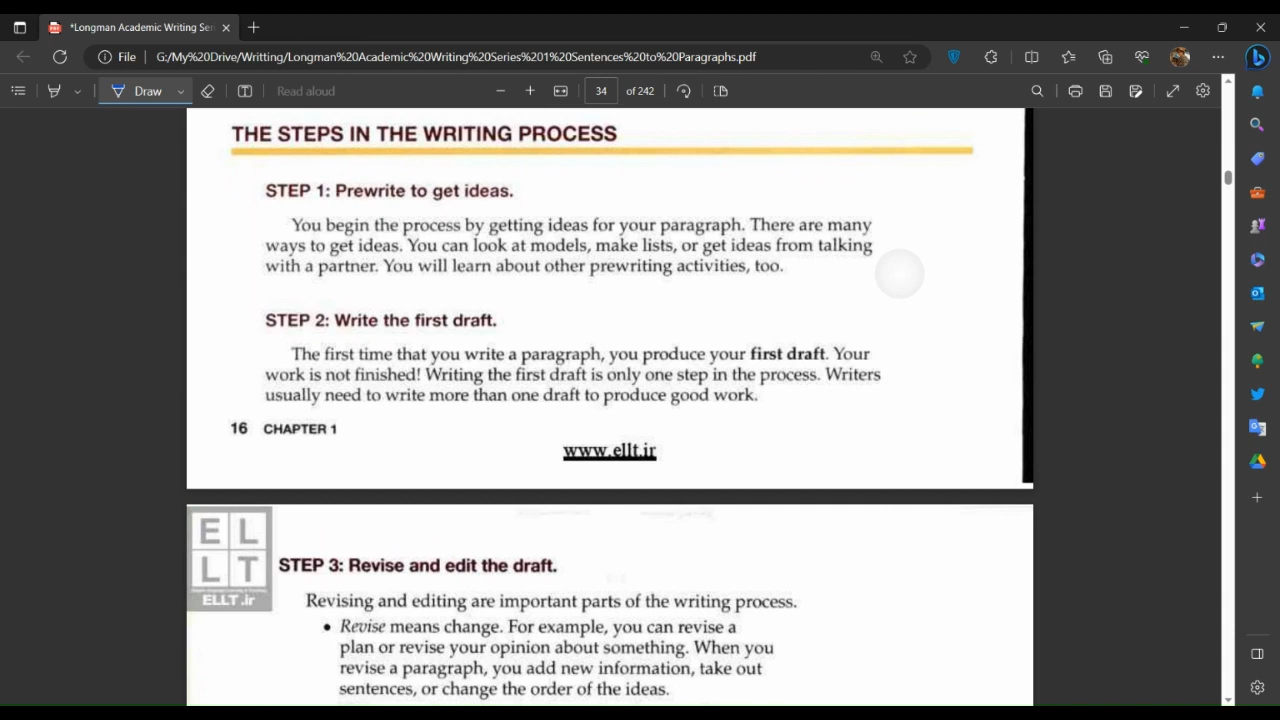 *Longman Academic Writing Ser
File
G:/My%20Drive/Writting/Longman%20Academic%20Writing%20Series%201%20Sentences%20to%20Paragraphs.pdf
Draw
Read aloud
34 of 242
THE STEPS IN THE WRITING PROCESS
STEP 1: Prewrite to get ideas.
You begin the process by getting ideas for your paragraph. There are many
ways to get ideas. You can look at models, make lists, or get ideas from talking
with a partner. You will learn about other prewriting activities, too.
STEP 2: Write the first draft.
The first time that you write a paragraph, you produce your first draft. Your
work is not finished! Writing the first draft is only one step in the process. Writers
usually need to write more than one draft to produce good work.
16 CHAPTER 1
www.ellt.ir
E L
L T
ELLT.ir
STEP 3: Revise and edit the draft.
Revising and editing are important parts of the writing process.
• Revise means change. For example, you can revise a
plan or revise your opinion about something. When you
revise a paragraph, you add new information, take out
sentences, or change the order of the ideas.